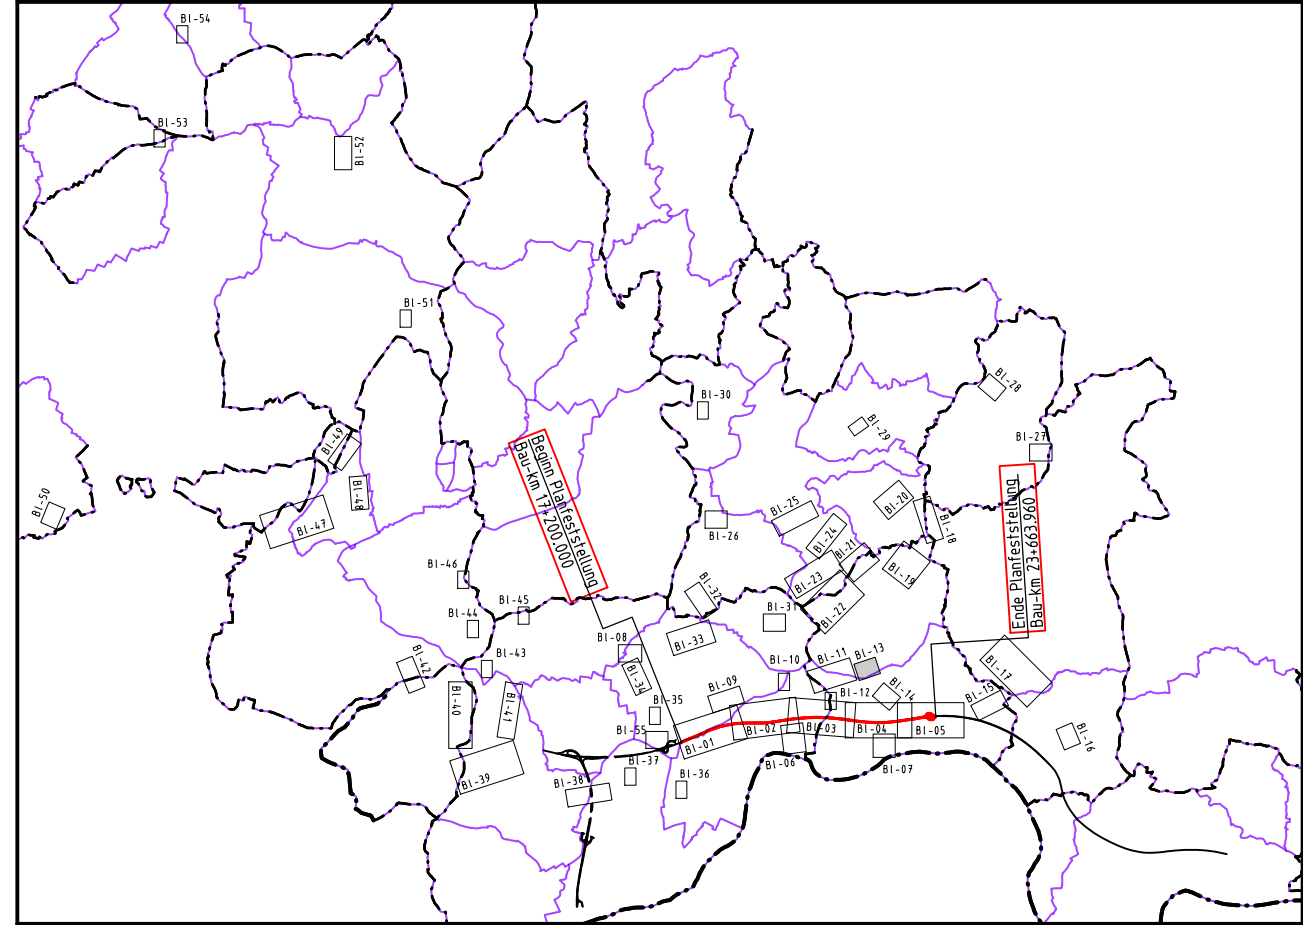 Bl-54
Bl-53
Bl-52
Bl-51
Bl-28
Bl-30
Bl-29
Bl-27
Bl-49
Beginn Planfeststellung
Bau-km 17+200.000
Ende Planfeststellung
Bau-km 23+663.960
Bl-50
Bl-48
Bl-47
Bl-25
Bl-20
Bl-26
Bl-24
Bl-18
Bl-21
Bl-46
Bl-23
Bl-19
Bl-32
Bl-45
Bl-44
Bl-31
Bl-22
Bl-08
Bl-33
Bl-43
Bl-42
Bl-10
Bl-11
Bl-13
Bl-17
Bl-34
Bl-09
Bl-12
Bl-14
Bl-15
Bl-40
Bl-41
Bl-35
Bl-55
Bl-01
Bl-02
Bl-03
Bl-04
Bl-05
Bl-16
Bl-06
Bl-07
Bl-39
Bl-38
Bl-37
Bl-36